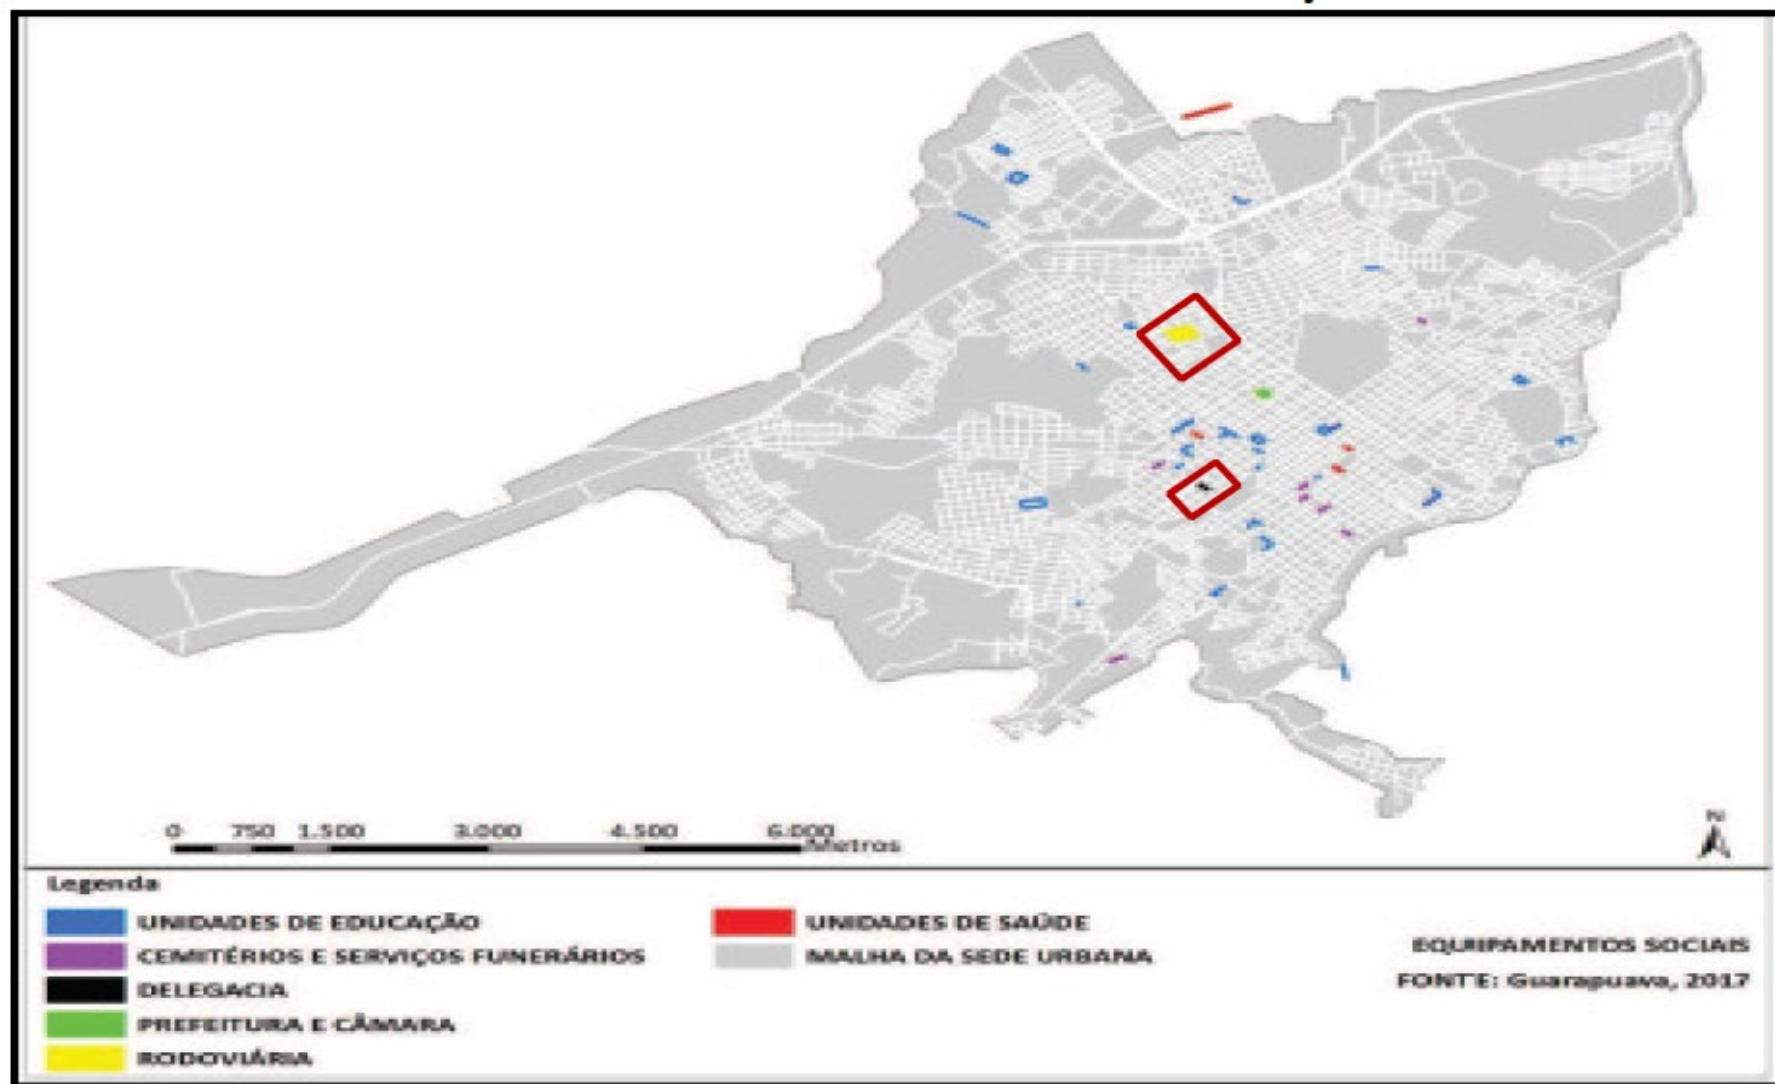 0 750 1.500 3.000 4.500 6.000
Metros
N
Legenda
UNIDADES DE EDUCAÇÃO
CEMITÉRIOS E SERVIÇOS FUNERÁRIOS
DELEGACIA
PREFEITURA E CÂMARA
RODOVIÁRIA
UNIDADES DE SAÚDE
MALHA DA SEDE URBANA
EQUIPAMENTOS SOCIAIS
FONTE: Guarapuava, 2017